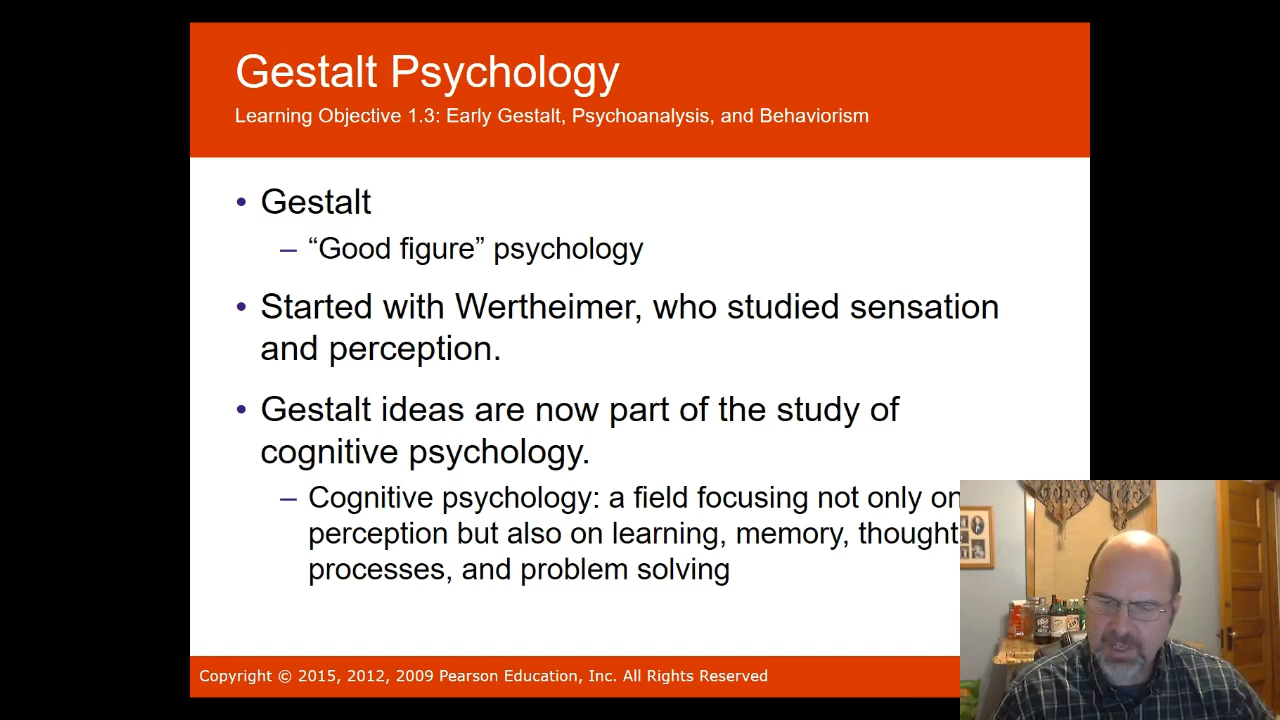 Gestalt Psychology
Learning Objective 1.3: Early Gestalt, Psychoanalysis, and Behaviorism
• Gestalt
– “Good figure” psychology
• Started with Wertheimer, who studied sensation
and perception.
• Gestalt ideas are now part of the study of
cognitive psychology.
– Cognitive psychology: a field focusing not only on
perception but also on learning, memory, thought
processes, and problem solving
Copyright © 2015, 2012, 2009 Pearson Education, Inc. All Rights Reserved